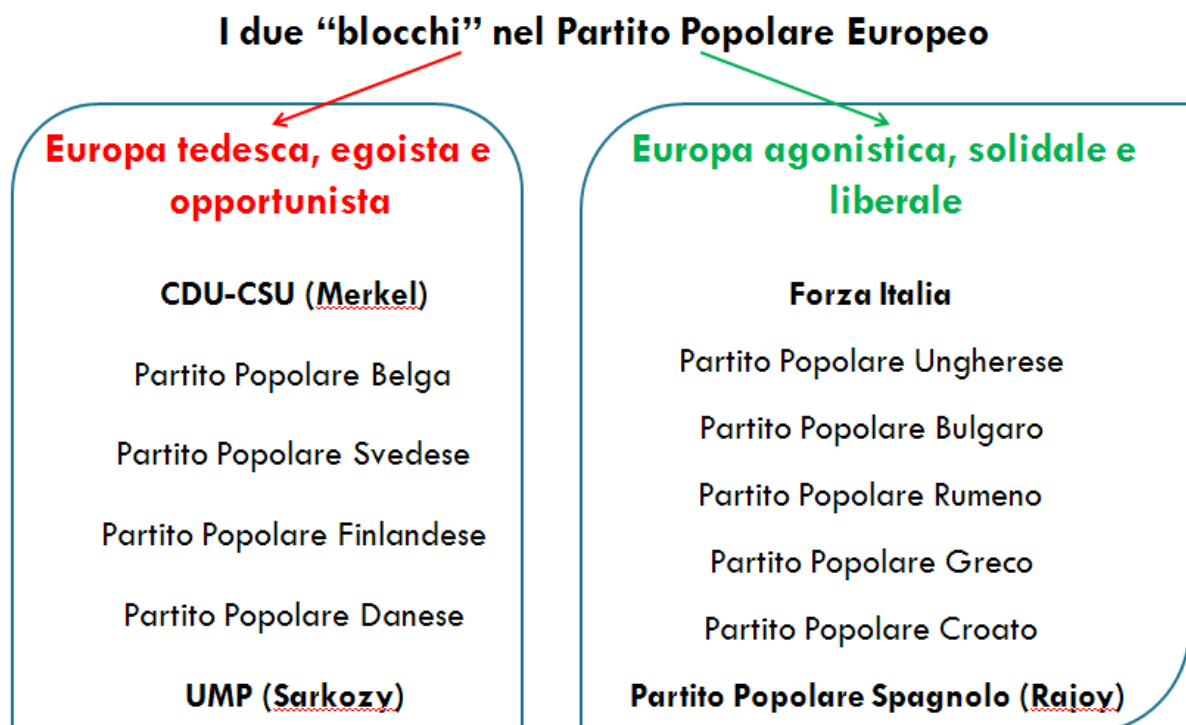 I due “blocchi” nel Partito Popolare Europeo
Europa tedesca, egoista e
opportunista
CDU-CSU (Merkel)
Partito Popolare Belga
Partito Popolare Svedese
Partito Popolare Finlandese
Partito Popolare Danese
UMP (Sarkozy)
Europa agonistica, solidale e
liberale
Forza Italia
Partito Popolare Ungherese
Partito Popolare Bulgaro
Partito Popolare Rumeno
Partito Popolare Greco
Partito Popolare Croato
Partito Popolare Spagnolo (Rajoy)